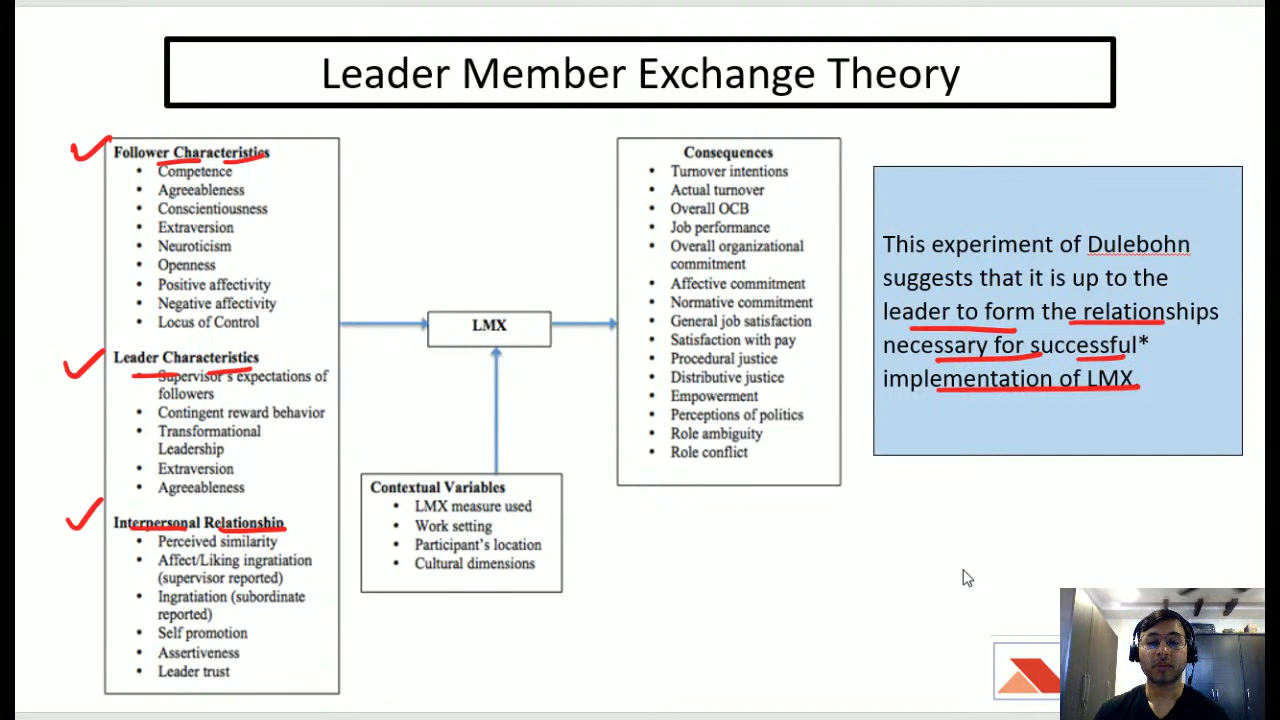 Leader Member Exchange Theory
Follower Characteristics
• Competence
• Agreeableness
• Conscientiousness
• Extraversion
• Neuroticism
• Openness
• Positive affectivity
• Negative affectivity
• Locus of Control
Leader Characteristics
• Supervisor's expectations of
followers
• Contingent reward behavior
• Transformational
Leadership
• Extraversion
• Agreeableness
Interpersonal Relationship
• Perceived similarity
• Affect/Liking ingratiation
(supervisor reported)
• Ingratiation (subordinate
reported)
• Self promotion
• Assertiveness
• Leader trust
LMX
Contextual Variables
• LMX measure used
• Work setting
• Participant's location
• Cultural dimensions
Consequences
• Turnover intentions
• Actual turnover
• Overall OCB
• Job performance
• Overall organizational
commitment
• Affective commitment
• Normative commitment
• General job satisfaction
• Satisfaction with pay
• Procedural justice
• Distributive justice
• Empowerment
• Perceptions of politics
• Role ambiguity
• Role conflict
This experiment of Dulebohn
suggests that it is up to the
leader to form the relationships
necessary for successful*
implementation of LMX.